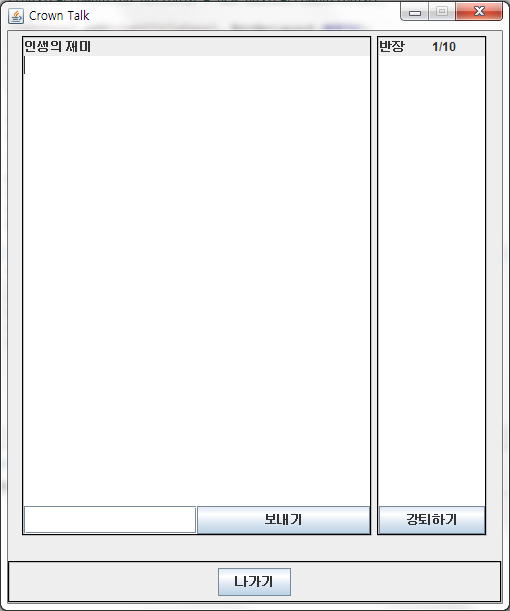 Crown Talk
인생의 재미
반장 1/10
보내기
강퇴하기
나가기